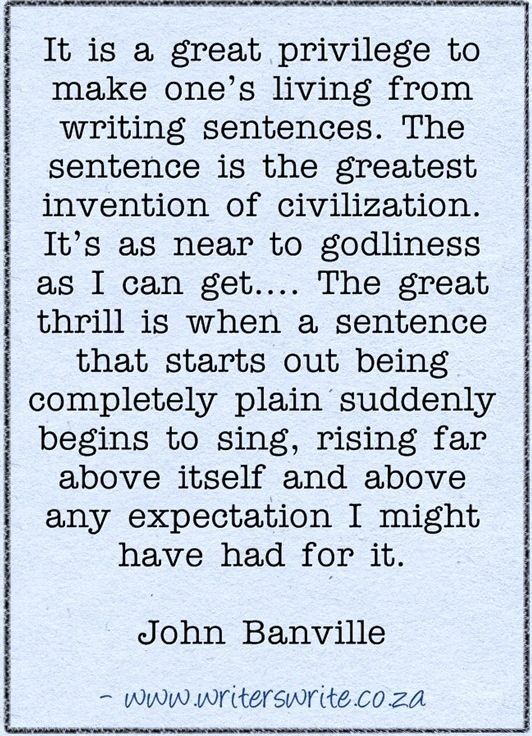 It is a great privilege to
make one's living from
writing sentences. The
sentence is the greatest
invention of civilization.
It's as near to godliness
as I can get.... The great
thrill is when a sentence
that starts out being
completely plain suddenly
begins to sing, rising far
above itself and above
any expectation I might
have had for it.
John Banville
- www.writerswrite.co.za